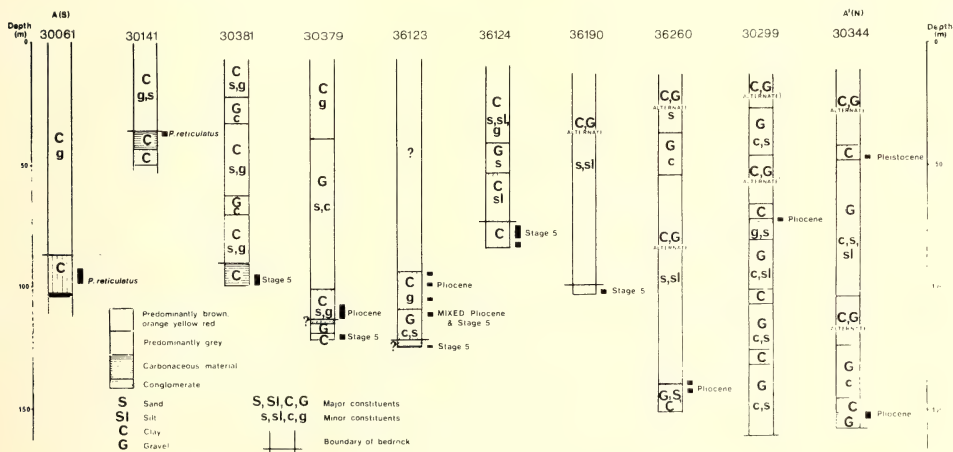 A(S)
A'(N)
Depth (m)
30061
30141
30381
30379
36123
36124
36190
36260
30299
30344
Depth (m)
0
50
100
150
0
C
g
C
P. reticulatus
C
g,s
C
C
P. reticulatus
C
s,g
G
c
C
s,g
G
c
C
s,g
C
Stage 5
C
g
G
s,c
C
s,g
Pliocene
?
G
C
Stage 5
?
C
g
Pliocene
G
c,s
MIXED Pliocene
& Stage 5
?
Stage 5
C
s,sl,
g
G
s
C
sl
C
Stage 5
C,G
ALTERNATE
s,sl
Stage 5
C,G
ALTERNATE
s
G
c
C,G
ALTERNATE
s,sl
G,S
C
Pliocene
C,G
ALTERNATE
G
c,s
C,G
ALTERNATE
C
g,s
Pliocene
G
c,sl
C
G
c,s
C
G
c,s
C,G
ALTERNATE
C
Pleistocene
G
c,s,
sl
C,G
ALTERNATE
G
c
C
G
Pliocene
Predominantly brown,
orange yellow red
Predominantly grey
Carbonaceous material
Conglomerate
S Sand
Sl Silt
C Clay
G Gravel
S,Sl,C,G Major constituents
s,sl,c,g Minor constituents
Boundary of bedrock